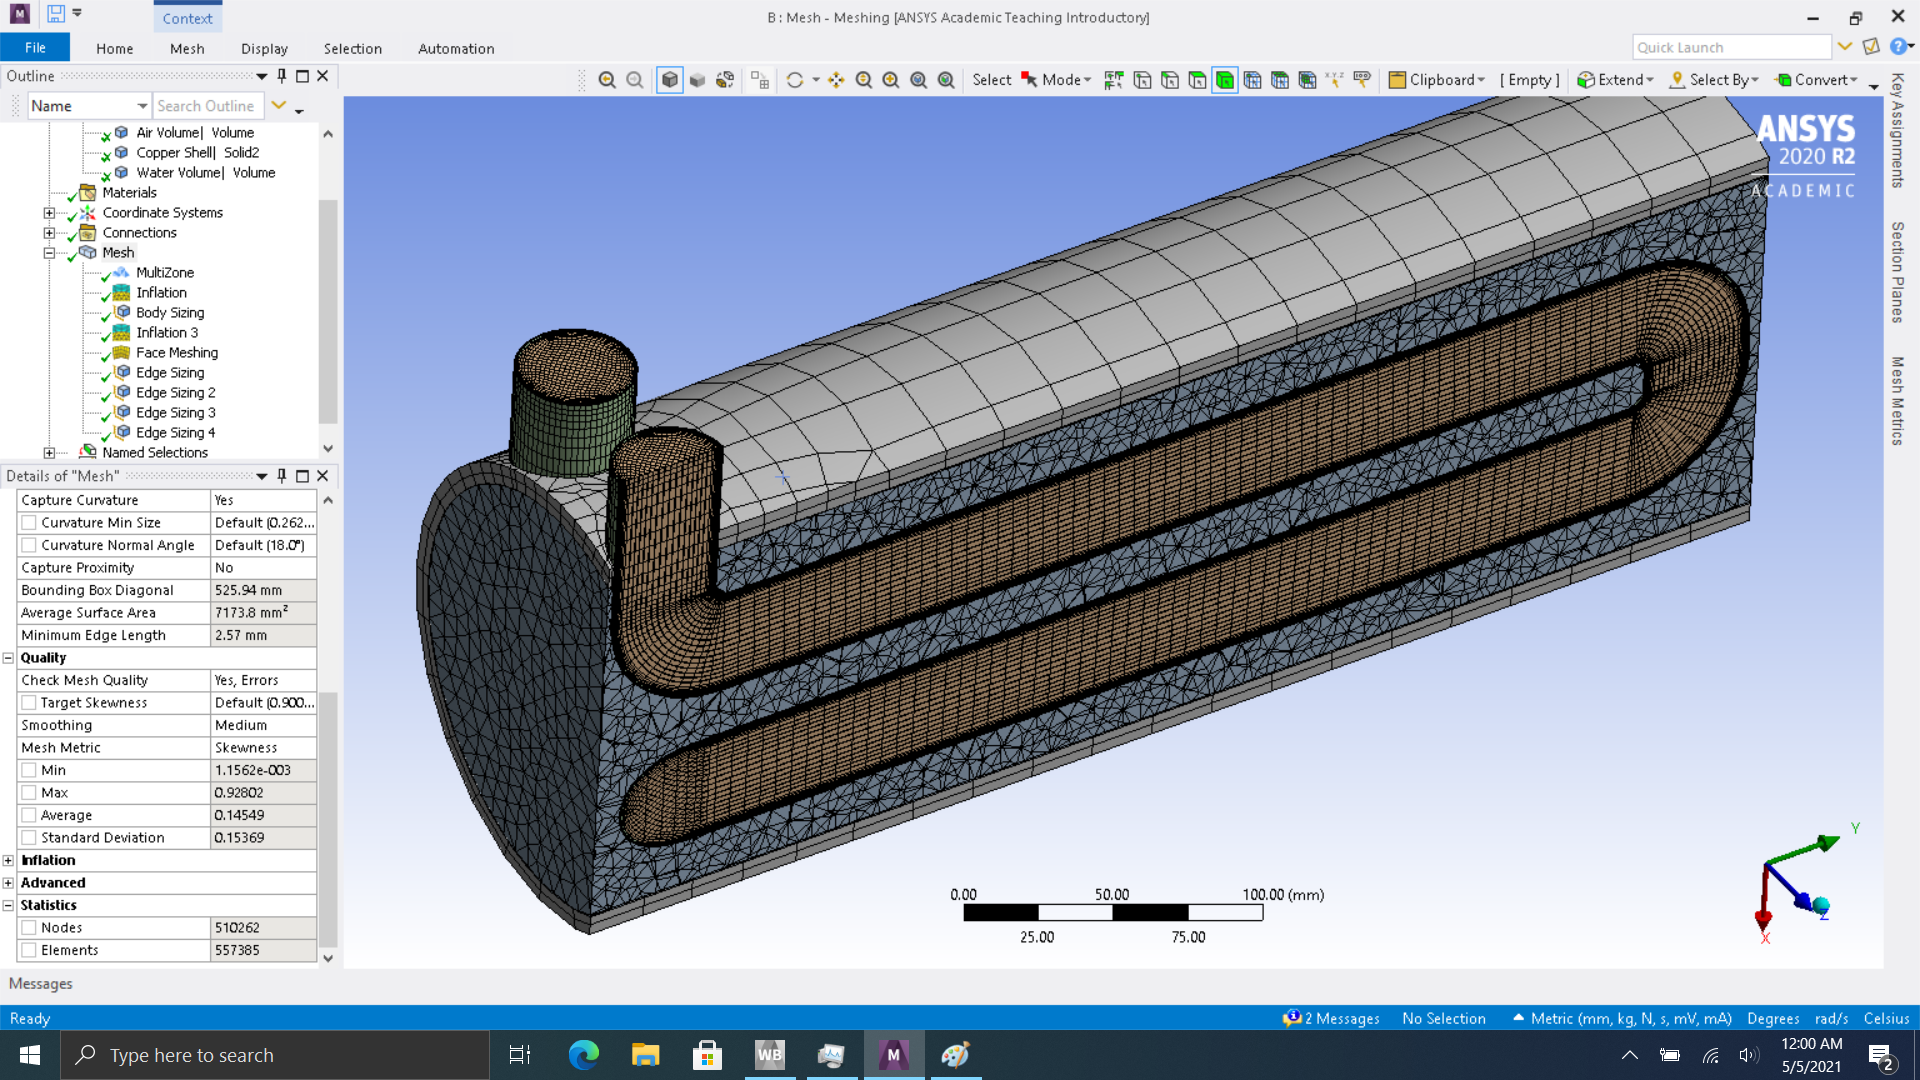 Context
B : Mesh - Meshing [ANSYS Academic Teaching Introductory]
File Home Mesh Display Selection Automation
Quick Launch
Outline
Select Mode Clipboard [ Empty ] Extend Select By Convert
Name Search Outline
Air Volume| Volume
Copper Shell| Solid2
Water Volume| Volume
Materials
Coordinate Systems
Connections
Mesh
MultiZone
Inflation
Body Sizing
Inflation 3
Face Meshing
Edge Sizing
Edge Sizing 2
Edge Sizing 3
Edge Sizing 4
Named Selections
Details of "Mesh"
Capture Curvature Yes
Curvature Min Size Default (0.262...
Curvature Normal Angle Default (18.0°)
Capture Proximity No
Bounding Box Diagonal 525.94 mm
Average Surface Area 7173.8 mm²
Minimum Edge Length 2.57 mm
Quality
Check Mesh Quality Yes, Errors
Target Skewness Default (0.900...
Smoothing Medium
Mesh Metric Skewness
Min 1.1562e-003
Max 0.92802
Average 0.14549
Standard Deviation 0.15369
Inflation
Advanced
Statistics
Nodes 510262
Elements 557385
ANSYS
2020 R2
ACADEMIC
Key Assignments
Section Planes
Mesh Metrics
0.00 50.00 100.00 (mm)
25.00 75.00
Y
Z
X
Messages
Ready 2 Messages No Selection Metric (mm, kg, N, s, mV, mA) Degrees rad/s Celsius
Type here to search
WB
M
12:00 AM
5/5/2021
2